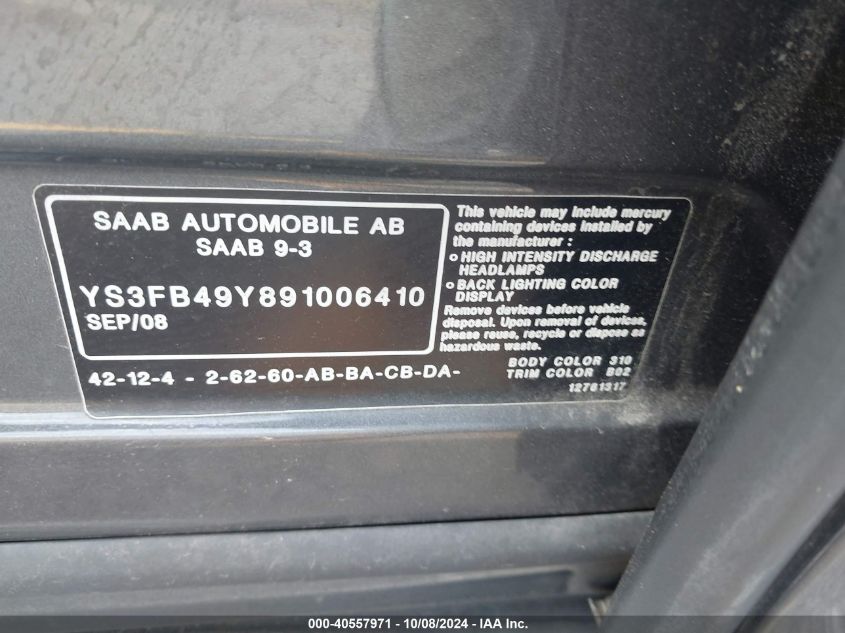 SAAB AUTOMOBILE AB
SAAB 9-3
YS3FB49Y891006410
SEP/08
42-12-4 - 2-62-60-AB-BA-CB-DA-
This vehicle may include mercury
containing devices installed by
the manufacturer :
o HIGH INTENSITY DISCHARGE
HEADLAMPS
o BACK LIGHTING COLOR
DISPLAY
Remove devices before vehicle
disposal. Upon removal of devices,
please reuse, recycle or dispose as
hazardous waste.
BODY COLOR 310
TRIM COLOR B02
12781317
000-40557971 - 10/08/2024 - IAA Inc.